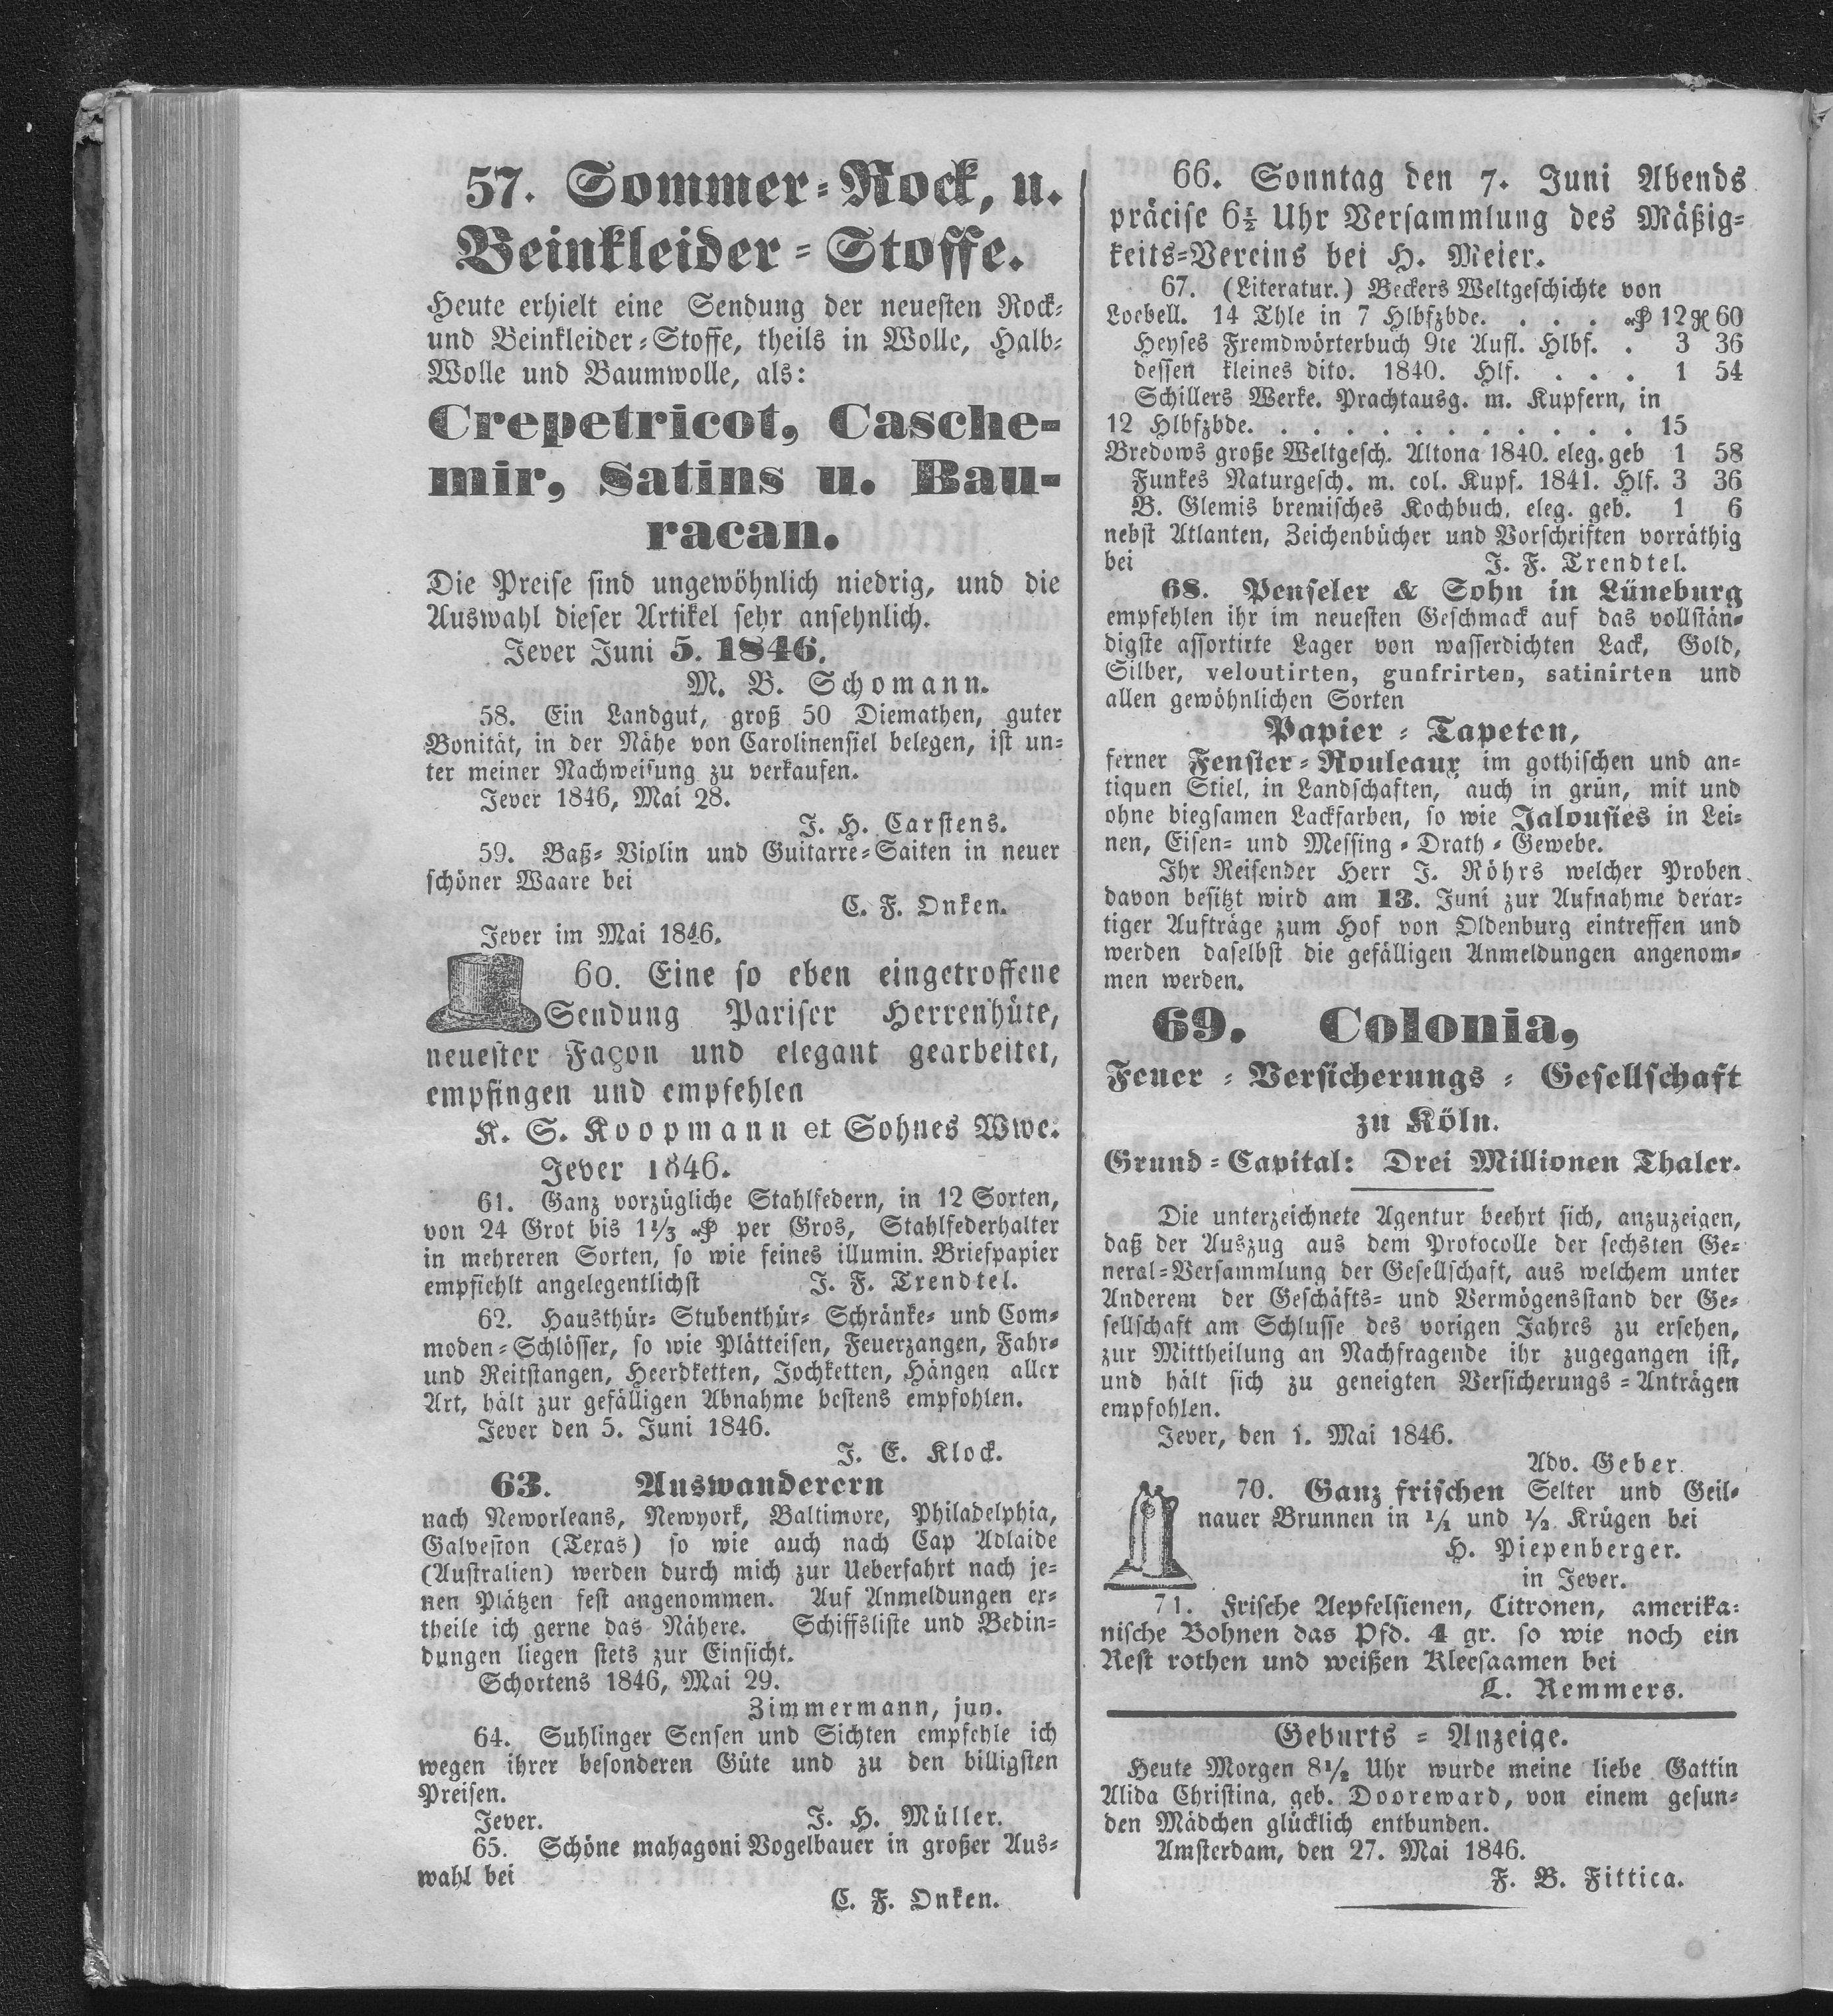 57. Sommer-Rock, u.
Beinkleider-Stoffe.
Heute erhielt eine Sendung der neuesten Rock-
und Beinkleider-Stoffe, theils in Wolle, Halb-
Wolle und Baumwolle, als:
Crepetricot, Casche-
mir, Satins u. Bau-
racan.
Die Preise sind ungewöhnlich niedrig, und die
Auswahl dieser Artikel sehr ansehnlich.
Jever Juni 5. 1846.
M. B. Schomann.
58. Ein Landgut, groß 50 Diemathen, guter
Bonität, in der Nähe von Carolinensiel belegen, ist un-
ter meiner Nachweisung zu verkaufen.
Jever 1846, Mai 28.
J. H. Carstens.
59. Baß- Violin und Guitarre-Saiten in neuer
schöner Waare bei
C. F. Onken.
Jever im Mai 1846.
60. Eine so eben eingetroffene
Sendung Pariser Herrenhüte,
neuester Façon und elegant gearbeitet,
empfingen und empfehlen
K. S. Koopmann et Sohnes Wwe.
Jever 1846.
61. Ganz vorzügliche Stahlfedern, in 12 Sorten,
von 24 Grot bis 1⅓ ₰ per Gros, Stahlfederhalter
in mehreren Sorten, so wie feines illumin. Briefpapier
empfiehlt angelegentlichst J. F. Trendtel.
62. Hausthür- Stubenthür- Schränke- und Com-
moden-Schlösser, so wie Plätteisen, Feuerzangen, Fahr-
und Reitstangen, Heerdketten, Jochketten, Hängen aller
Art, hält zur gefälligen Abnahme bestens empfohlen.
Jever den 5. Juni 1846.
J. E. Klock.
63. Auswanderern
nach Neworleans, Newyork, Baltimore, Philadelphia,
Galveston (Texas) so wie auch nach Cap Adlaide
(Australien) werden durch mich zur Ueberfahrt nach je-
nen Plätzen fest angenommen. Auf Anmeldungen er-
theile ich gerne das Nähere. Schiffsliste und Bedin-
dungen liegen stets zur Einsicht.
Schortens 1846, Mai 29.
Zimmermann, jun.
64. Suhlinger Sensen und Sichten empfehle ich
wegen ihrer besonderen Güte und zu den billigsten
Preisen.
Jever. J. H. Müller.
65. Schöne mahagoni Vogelbauer in großer Aus-
wahl bei
C. F. Onken.
66. Sonntag den 7. Juni Abends
präcise 6½ Uhr Versammlung des Mäßig-
keits-Vereins bei H. Meier.
67. (Literatur.) Beckers Weltgeschichte von
Loebell. 14 Thle in 7 Hlbfzbde. . . . . 12 60
Heyses Fremdwörterbuch 9te Aufl. Hlbf. . 3 36
dessen kleines dito. 1840. Hlf. . . . . 1 54
Schillers Werke. Prachtausg. m. Kupfern, in
12 Hlbfzbde. . . . . . . . . . . . . 15
Bredows große Weltgesch. Altona 1840. eleg. geb 1 58
Funkes Naturgesch. m. col. Kupf. 1841. Hlf. 3 36
B. Glemis bremisches Kochbuch. eleg. geb. 1 6
nebst Atlanten, Zeichenbücher und Vorschriften vorräthig
bei J. F. Trendtel.
68. Penseler & Sohn in Lüneburg
empfehlen ihr im neuesten Geschmack auf das vollstän-
digste assortirte Lager von wasserdichten Lack, Gold,
Silber, veloutirten, gunfrirten, satinirten und
allen gewöhnlichen Sorten
Papier-Tapeten,
ferner Fenster-Rouleaux im gothischen und an-
tiquen Stiel, in Landschaften, auch in grün, mit und
ohne biegsamen Lackfarben, so wie Jalousies in Lei-
nen, Eisen- und Messing-Drath-Gewebe.
Ihr Reisender Herr J. Röhrs welcher Proben
davon besitzt wird am 13. Juni zur Aufnahme derar-
tiger Aufträge zum Hof von Oldenburg eintreffen und
werden daselbst die gefälligen Anmeldungen angenom-
men werden.
69. Colonia,
Feuer-Versicherungs-Gesellschaft
zu Köln.
Grund-Capital: Drei Millionen Thaler.
Die unterzeichnete Agentur beehrt sich, anzuzeigen,
daß der Auszug aus dem Protocolle der sechsten Ge-
neral-Versammlung der Gesellschaft, aus welchem unter
Anderem der Geschäfts- und Vermögensstand der Ge-
sellschaft am Schlusse des vorigen Jahres zu ersehen,
zur Mittheilung an Nachfragende ihr zugegangen ist,
und hält sich zu geneigten Versicherungs-Anträgen
empfohlen.
Jever, den 1. Mai 1846.
Adv. Geber.
70. Ganz frischen Selter und Geil-
nauer Brunnen in 1/1 und ½ Krügen bei
H. Piepenberger.
in Jever.
71. Frische Aepfelsienen, Citronen, amerika-
nische Bohnen das Pfd. 4 gr. so wie noch ein
Rest rothen und weißen Kleesaamen bei
L. Remmers.
Geburts-Anzeige.
Heute Morgen 8½ Uhr wurde meine liebe Gattin
Alida Christina, geb. Dooreward, von einem gesun-
den Mädchen glücklich entbunden.
Amsterdam, den 27. Mai 1846.
F. B. Fittica.